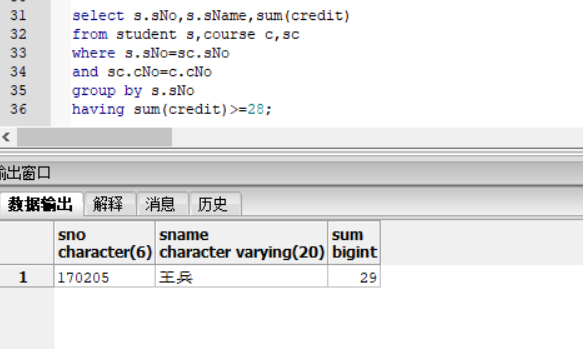 31 select s.sNo,s.sName,sum(credit)
32 from student s,course c,sc
33 where s.sNo=sc.sNo
34 and sc.cNo=c.cNo
35 group by s.sNo
36 having sum(credit)>=28;
输出窗口
数据输出 解释 消息 历史
sno sname sum
character(6) character varying(20) bigint
1 170205 王兵 29